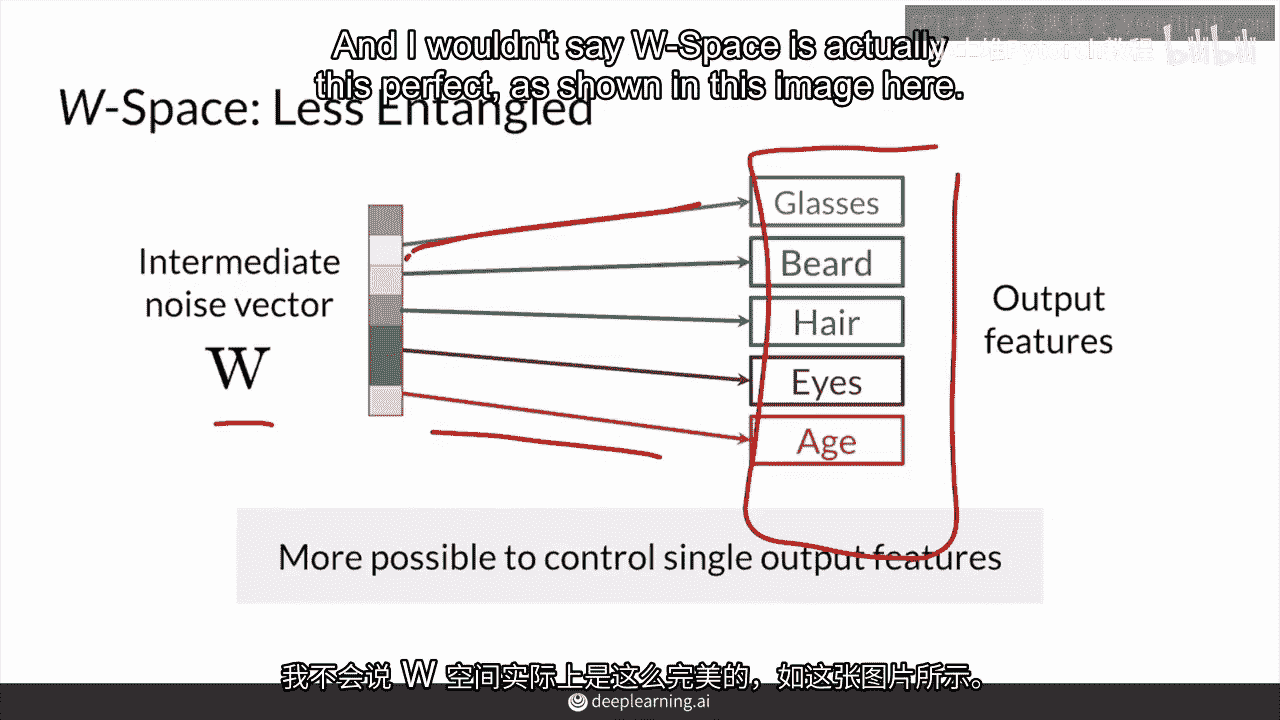 And I wouldn't say W-Space is actually
this perfect, as shown in this image here.
bilibili
W-Space: Less Entangled
Glasses
Beard
Hair
Eyes
Age
Intermediate
noise vector
W
Output
features
More possible to control single output features
我不会说 W 空间实际上是这么完美的，如这张图片所示。
deeplearning.ai